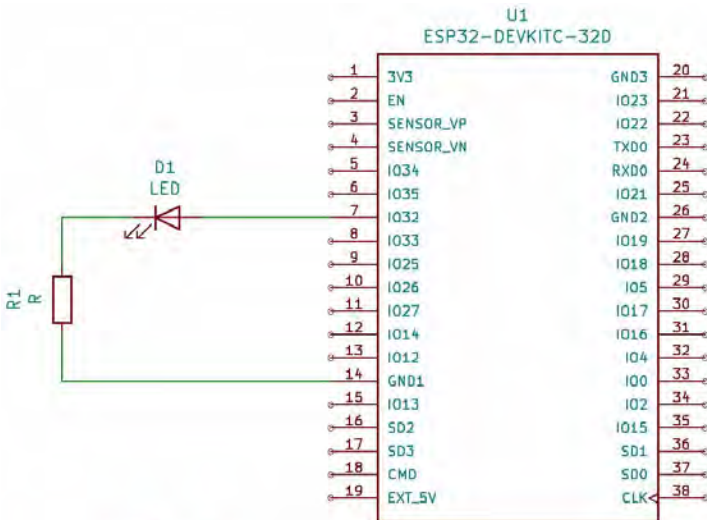 U1
ESP32-DEVKITC-32D
1 3V3 GND3 20
2 EN IO23 21
3 SENSOR_VP IO22 22
4 SENSOR_VN TXD0 23
5 IO34 RXD0 24
6 IO35 IO21 25
7 IO32 GND2 26
8 IO33 IO19 27
9 IO25 IO18 28
10 IO26 IO5 29
11 IO27 IO17 30
12 IO14 IO16 31
13 IO12 IO4 32
14 GND1 IO0 33
15 IO13 IO2 34
16 SD2 IO15 35
17 SD3 SD1 36
18 CMD SD0 37
19 EXT_5V CLK 38
D1
LED
R1
R